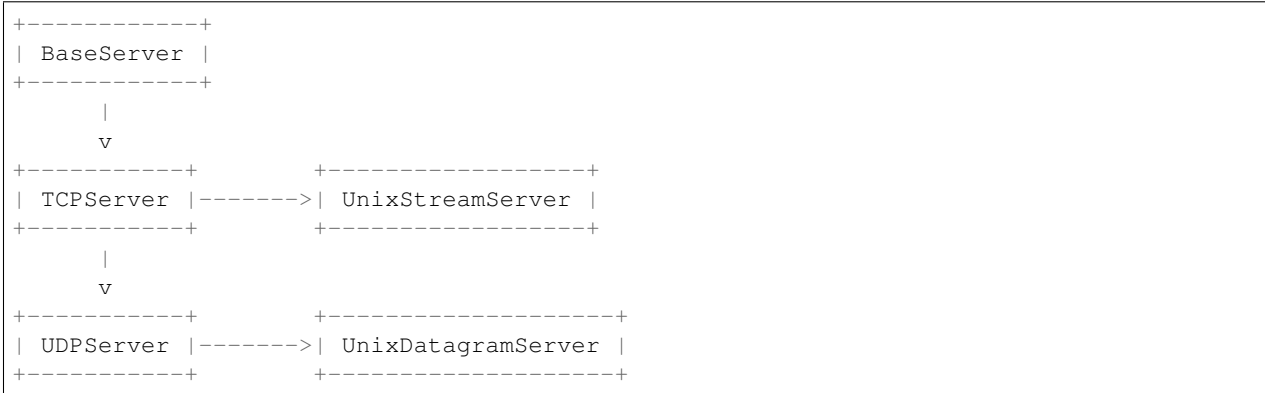 +------------+
| BaseServer |
+------------+
      |
      v
+-----------+        +------------------+
| TCPServer |------->| UnixStreamServer |
+-----------+        +------------------+
      |
      v
+-----------+        +--------------------+
| UDPServer |------->| UnixDatagramServer |
+-----------+        +--------------------+